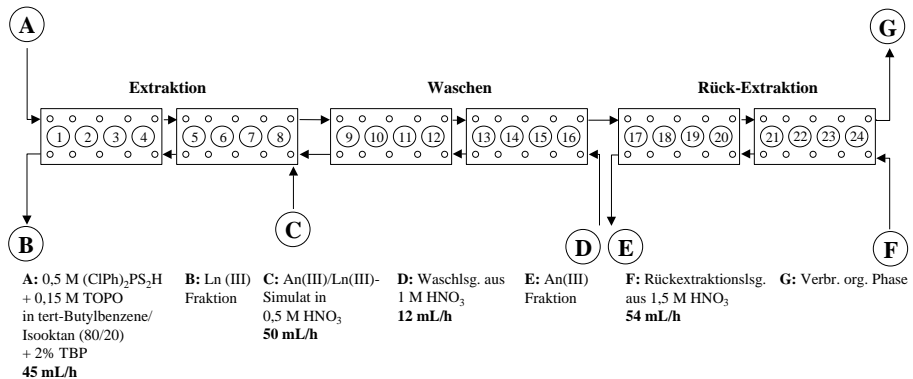 A
G
Extraktion
Waschen
Rück-Extraktion
1 2 3 4 5 6 7 8 9 10 11 12 13 14 15 16 17 18 19 20 21 22 23 24
B
C
D
E
F
A: 0,5 M (ClPh)₂PS₂H
+ 0,15 M TOPO
in tert-Butylbenzene/
Isooktan (80/20)
+ 2% TBP
45 mL/h
B: Ln (III)
Fraktion
C: An(III)/Ln(III)-
Simulat in
0,5 M HNO₃
50 mL/h
D: Waschlsg. aus
1 M HNO₃
12 mL/h
E: An(III)
Fraktion
F: Rückextraktionslsg.
aus 1,5 M HNO₃
54 mL/h
G: Verbr. org. Phase